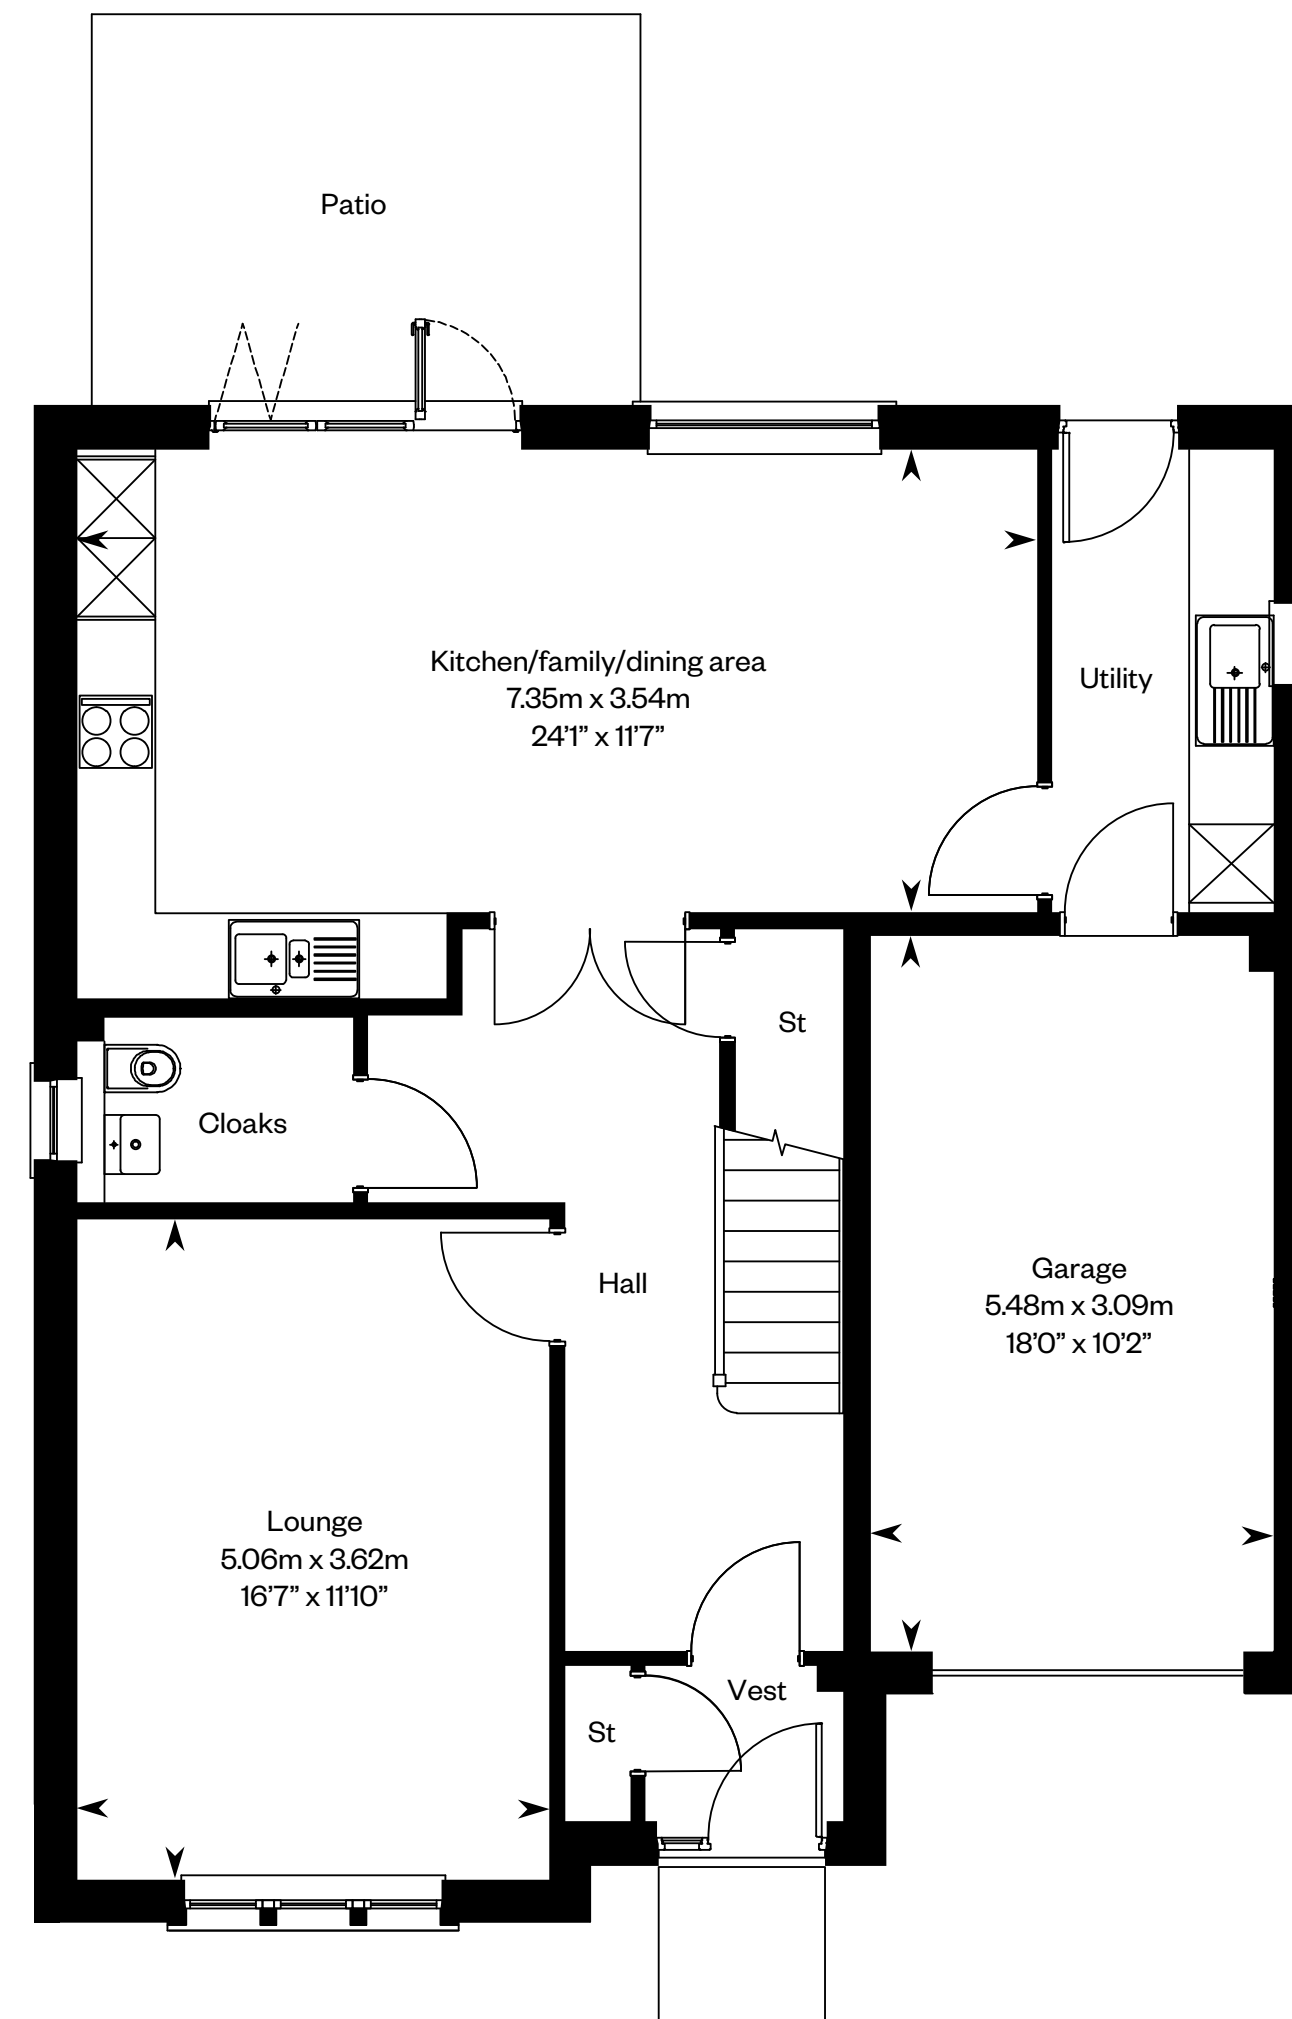 Patio
Kitchen/family/dining area
7.35m x 3.54m
24’1” x 11’7”
Utility
St
Cloaks
Hall
Garage
5.48m x 3.09m
18’0” x 10’2”
Lounge
5.06m x 3.62m
16’7” x 11’10”
Vest
St